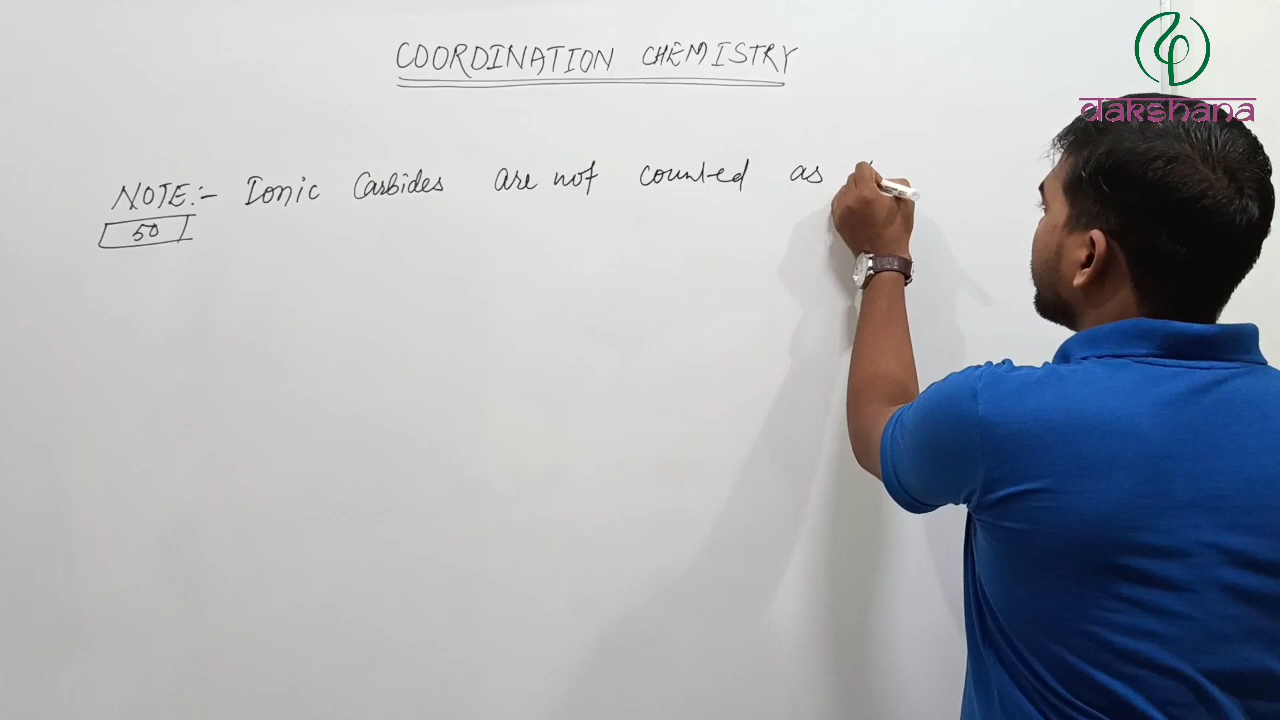 COORDINATION CHEMISTRY
dakshana
NOTE:- Ionic Carbides are not counted as
50